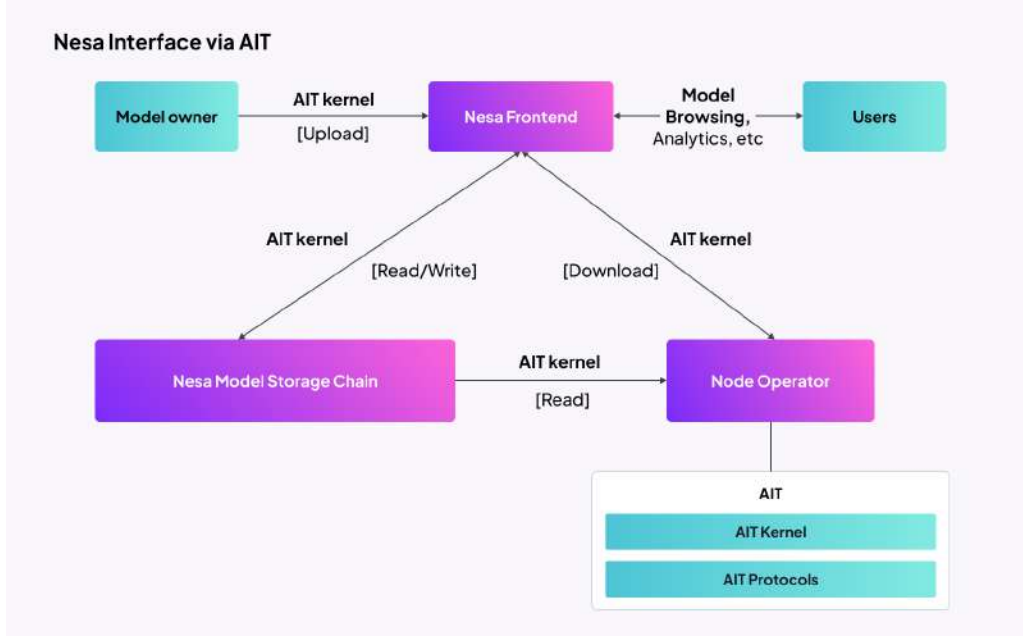 Nesa Interface via AIT
Model owner
AIT kernel
[Upload]
Nesa Frontend
Model
Browsing,
Analytics, etc
Users
AIT kernel
[Read/Write]
[Download]
AIT kernel
Nesa Model Storage Chain
AIT kernel
[Read]
Node Operator
AIT
AIT Kernel
AIT Protocols